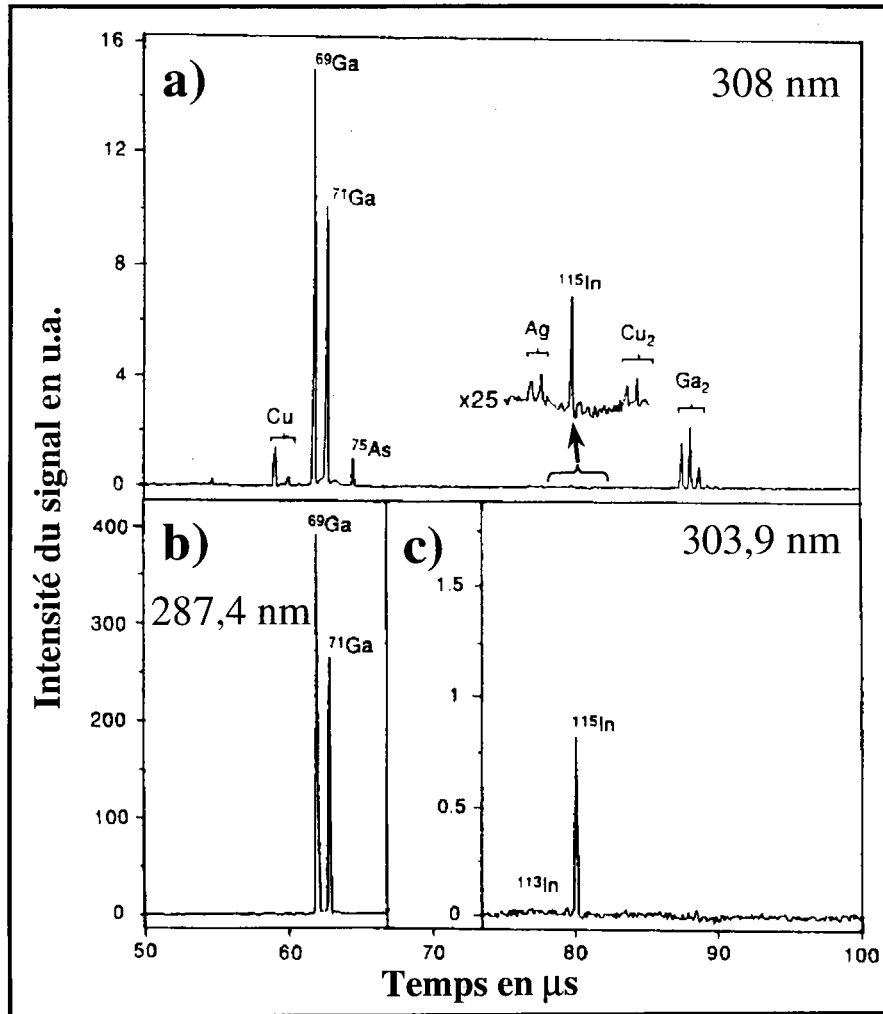 a)
308 nm
16
12
8
4
0
⁶⁹Ga
⁷¹Ga
¹¹⁵In
Ag
Cu₂
Ga₂
x25
Cu
⁷⁵As
Intensité du signal en u.a.
b)
287,4 nm
⁶⁹Ga
⁷¹Ga
400
300
200
100
0
c)
303,9 nm
1.5
1
0.5
0
¹¹⁵In
¹¹³In
50
60
70
80
90
100
Temps en μs